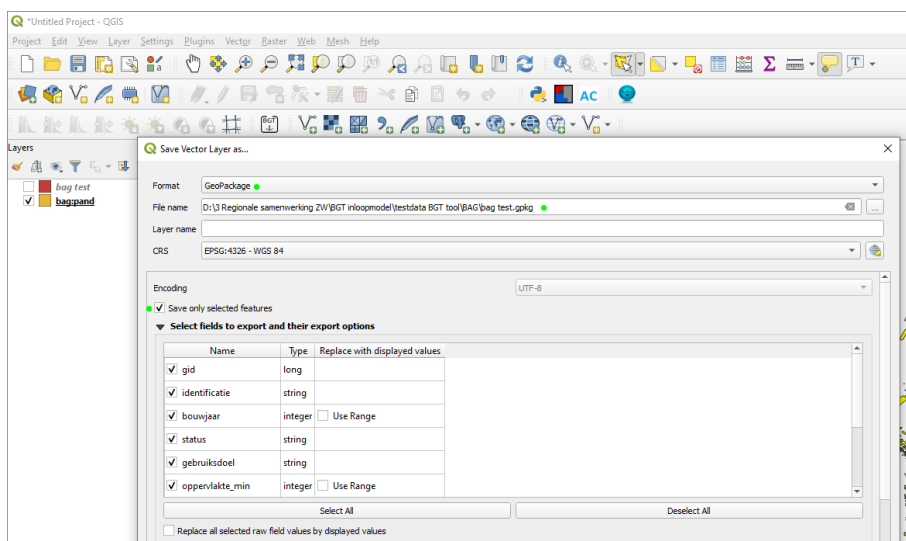 *Untitled Project - QGIS
Project Edit View Layer Settings Plugins Vector Raster Web Mesh Help
AC
BGT
Layers
bag test
bag:pand
Save Vector Layer as...
Format GeoPackage
File name D:\3 Regionale samenwerking ZW\BGT inloopmodel\testdata BGT tool\BAG\bag test.gpkg
...
Layer name
CRS EPSG:4326 - WGS 84
Encoding UTF-8
Save only selected features
Select fields to export and their export options
Name Type Replace with displayed values
gid long
identificatie string
bouwjaar integer Use Range
status string
gebruiksdoel string
oppervlakte_min integer Use Range
Select All Deselect All
Replace all selected raw field values by displayed values